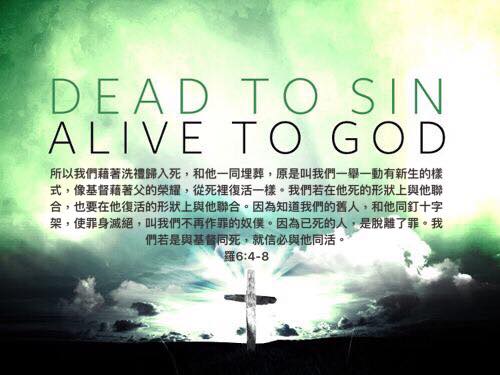 DEAD TO SIN
ALIVE TO GOD
所以我們藉著洗禮歸入死，和他一同埋葬，原是叫我們一舉一動有新生的樣
式，像基督藉著父的榮耀，從死裡復活一樣。我們若在他死的形狀上與他聯
合，也要在他復活的形狀上與他聯合。因為知道我們的舊人，和他同釘十字
架，使罪身滅絕，叫我們不再作罪的奴僕。因為已死的人，是脫離了罪。我
們若是與基督同死，就信必與他同活。
羅6:4-8